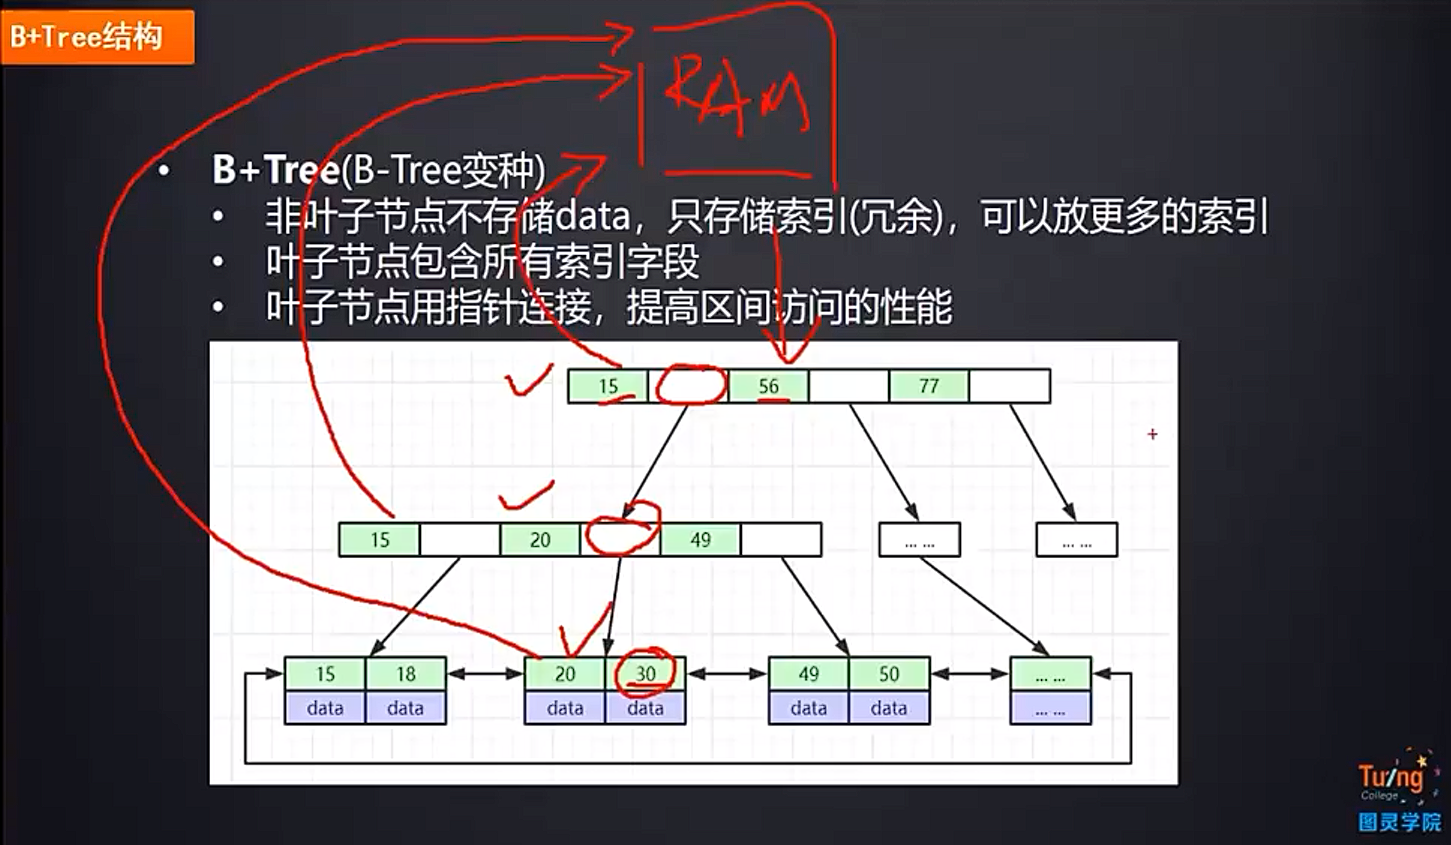 B+Tree结构
RAM
B+Tree(B-Tree变种)
非叶子节点不存储data，只存储索引(冗余)，可以放更多的索引
叶子节点包含所有索引字段
叶子节点用指针连接，提高区间访问的性能
15 56 77
15 20 49 ... ... ... ...
15 18 20 30 49 50 ... ...
data data data data data data ... ...
Tuling
College
图灵学院